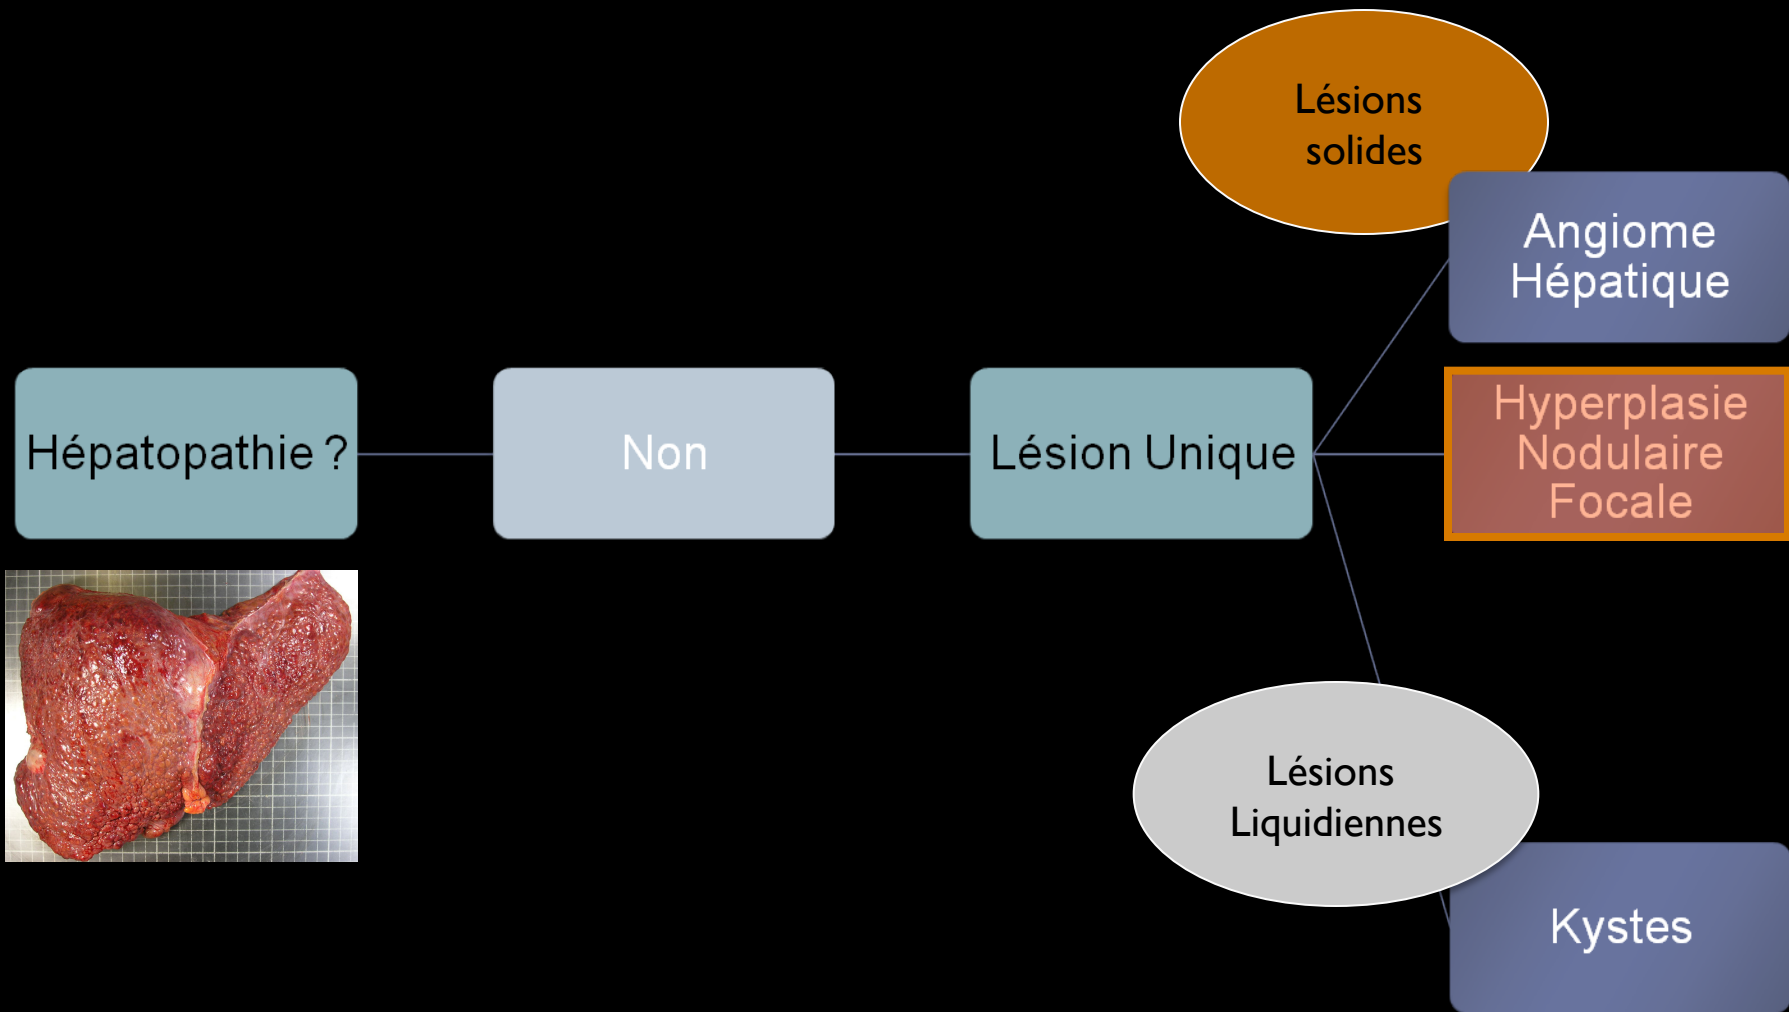 Lésions
solides
Angiome
Hépatique
Hépatopathie ?
Non
Lésion Unique
Hyperplasie
Nodulaire
Focale
Lésions
Liquidiennes
Kystes